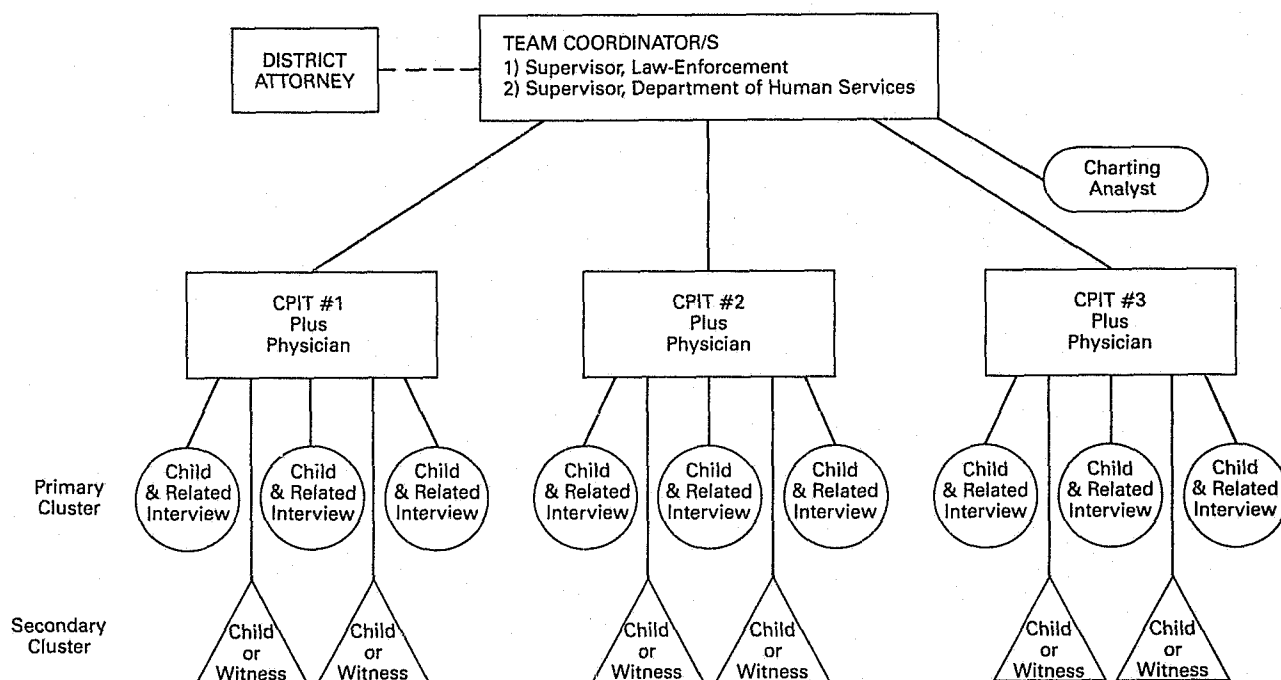 DISTRICT
ATTORNEY
TEAM COORDINATOR/S
1) Supervisor, Law-Enforcement
2) Supervisor, Department of Human Services
Charting
Analyst
CPIT #1
Plus
Physician
CPIT #2
Plus
Physician
CPIT #3
Plus
Physician
Primary
Cluster
Child
& Related
Interview
Child
& Related
Interview
Child
& Related
Interview
Child
& Related
Interview
Child
& Related
Interview
Child
& Related
Interview
Child
& Related
Interview
Child
& Related
Interview
Child
& Related
Interview
Secondary
Cluster
Child
or
Witness
Child
or
Witness
Child
or
Witness
Child
or
Witness
Child
or
Witness
Child
or
Witness